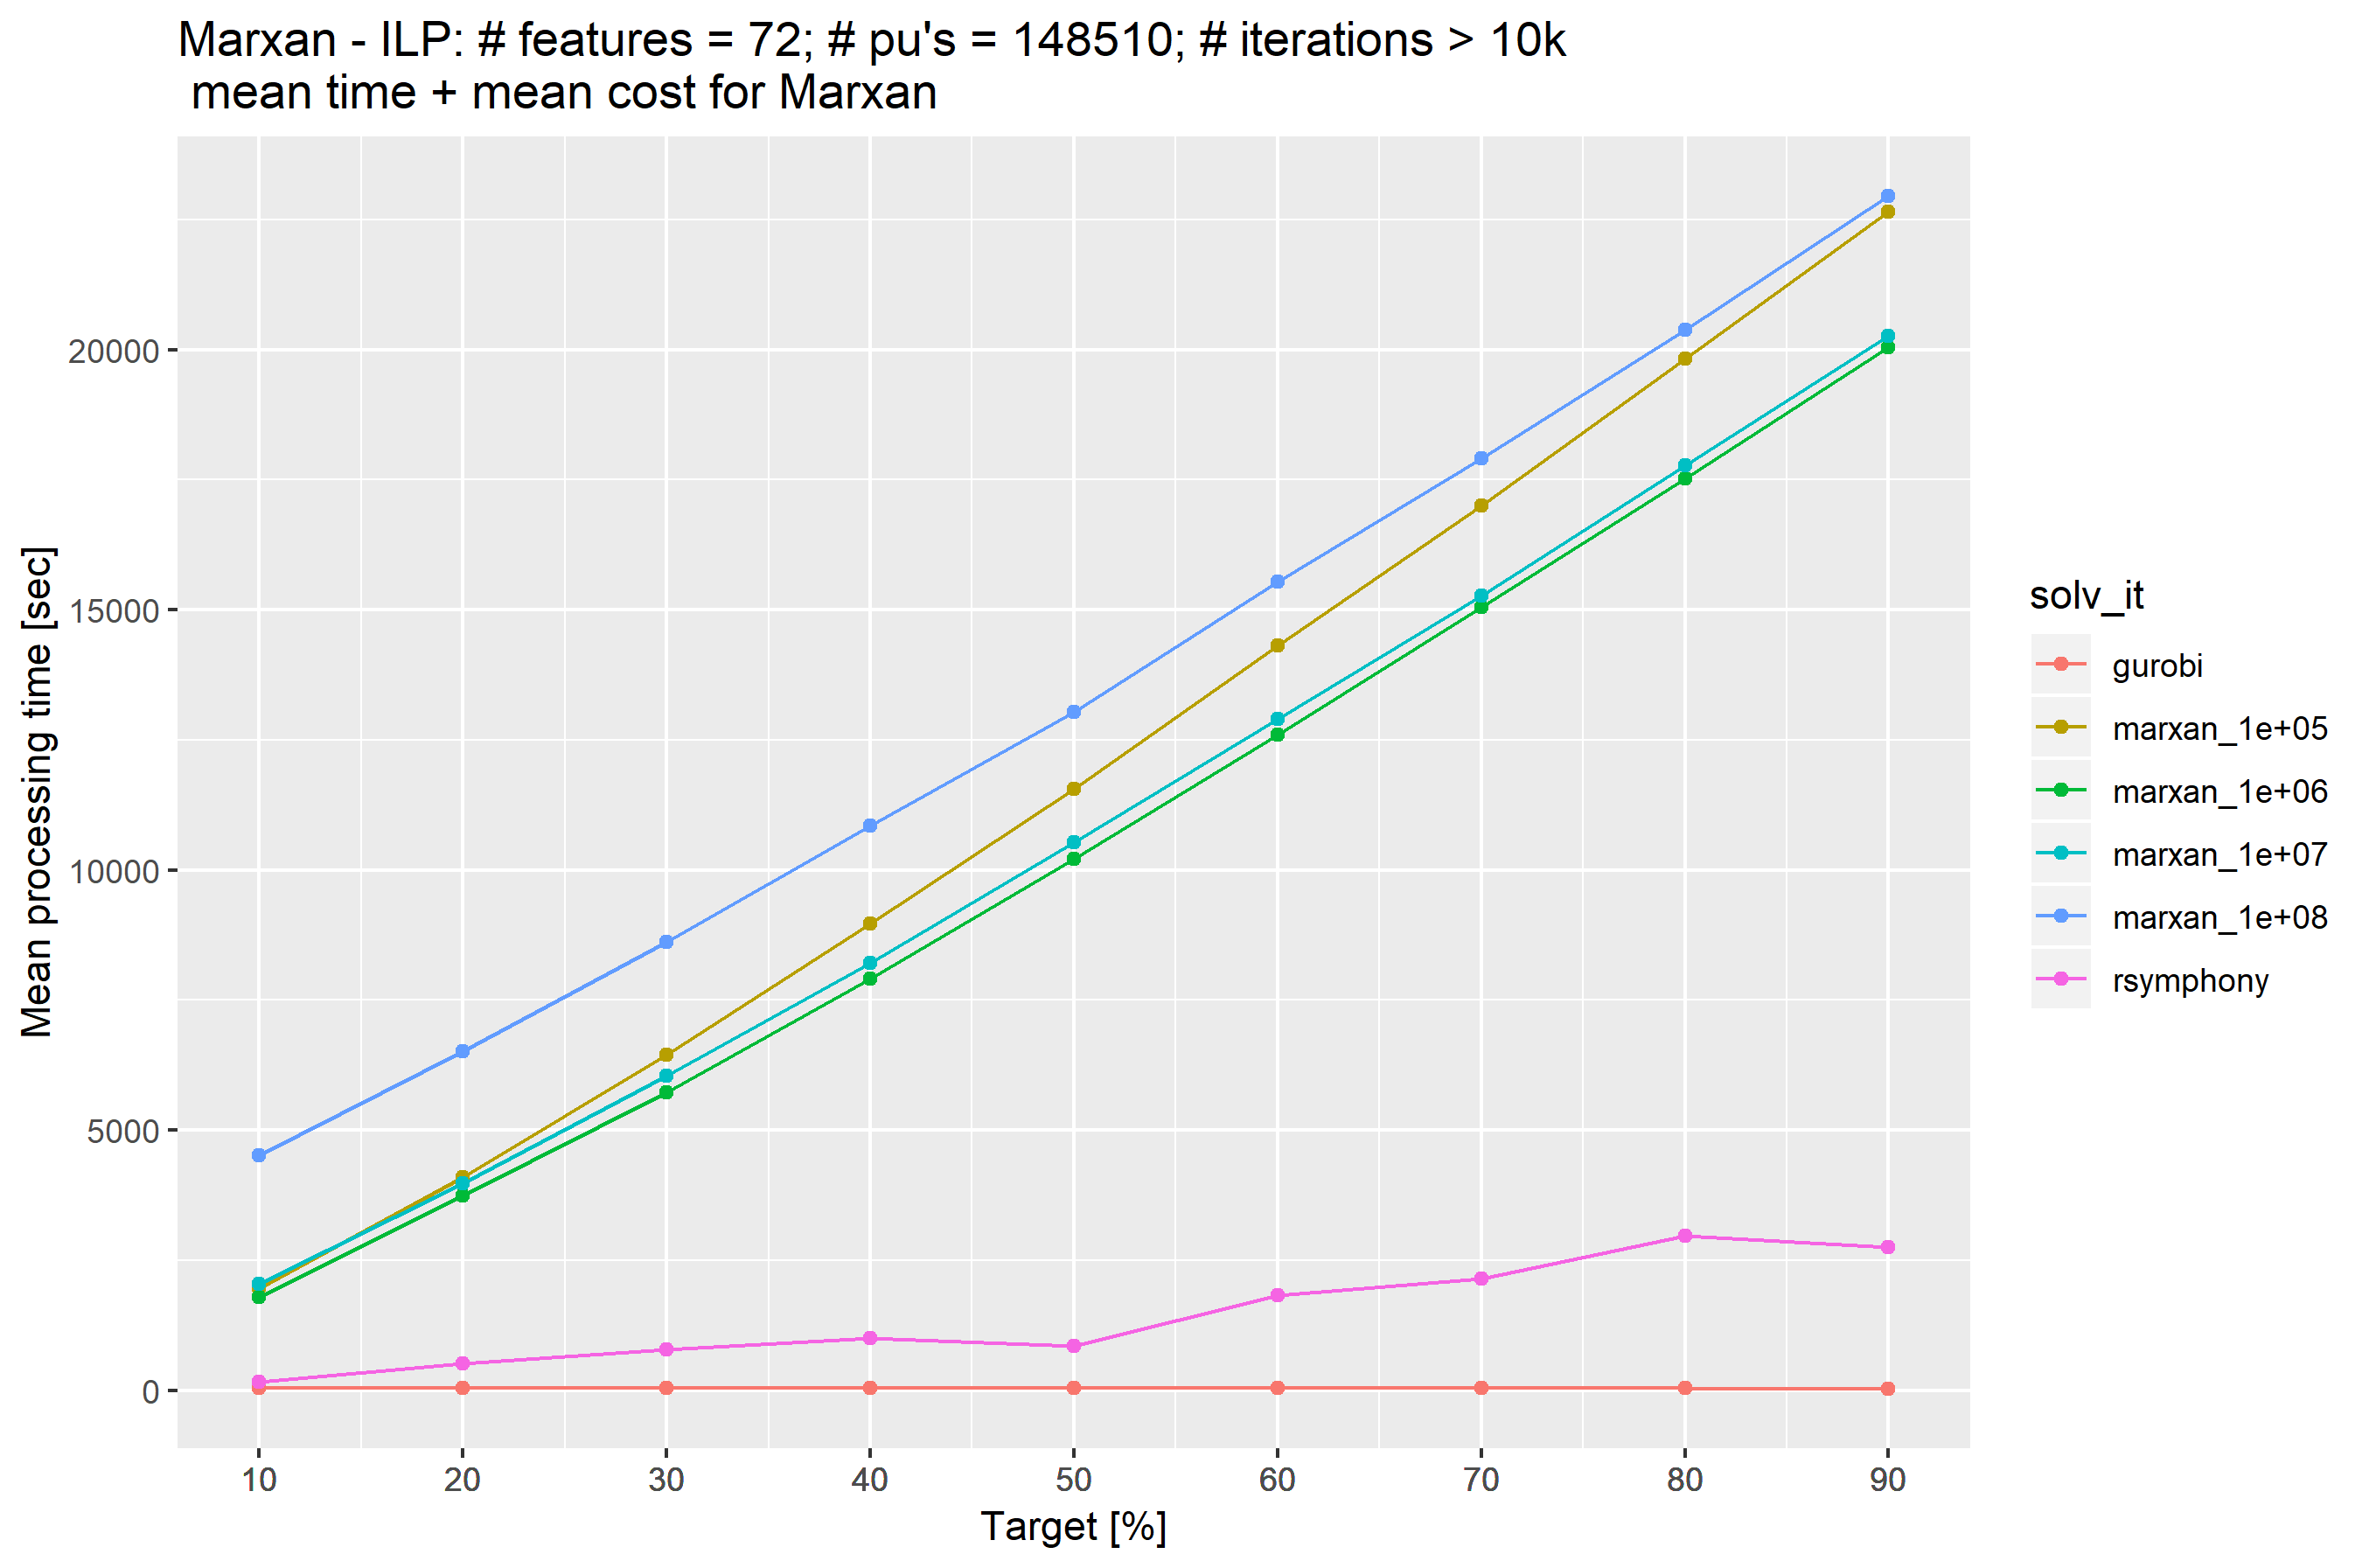 Marxan - ILP: # features = 72; # pu's = 148510; # iterations > 10k
mean time + mean cost for Marxan
Mean processing time [sec]
20000
15000
10000
5000
0
10 20 30 40 50 60 70 80 90
Target [%]
solv_it
gurobi
marxan_1e+05
marxan_1e+06
marxan_1e+07
marxan_1e+08
rsymphony